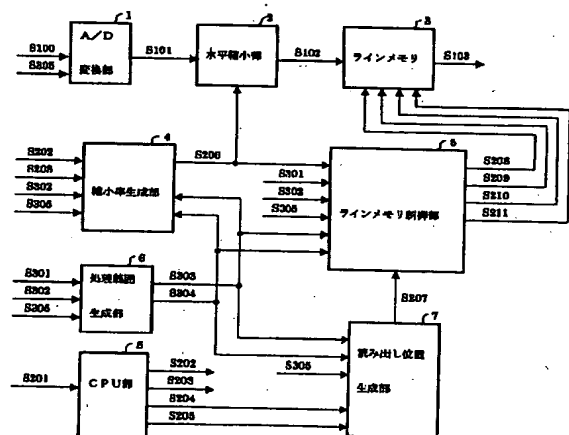 1
A/D
変換部
S100
S305
S101
2
水平縮小部
S102
3
ラインメモリ
S103
4
縮小率生成部
S202
S203
S302
S305
S206
5
ラインメモリ制御部
S301
S302
S305
S208
S209
S210
S211
6
処理範囲
生成部
S301
S302
S305
S303
S304
S207
7
読み出し位置
生成部
S305
8
CPU部
S201
S202
S203
S204
S205